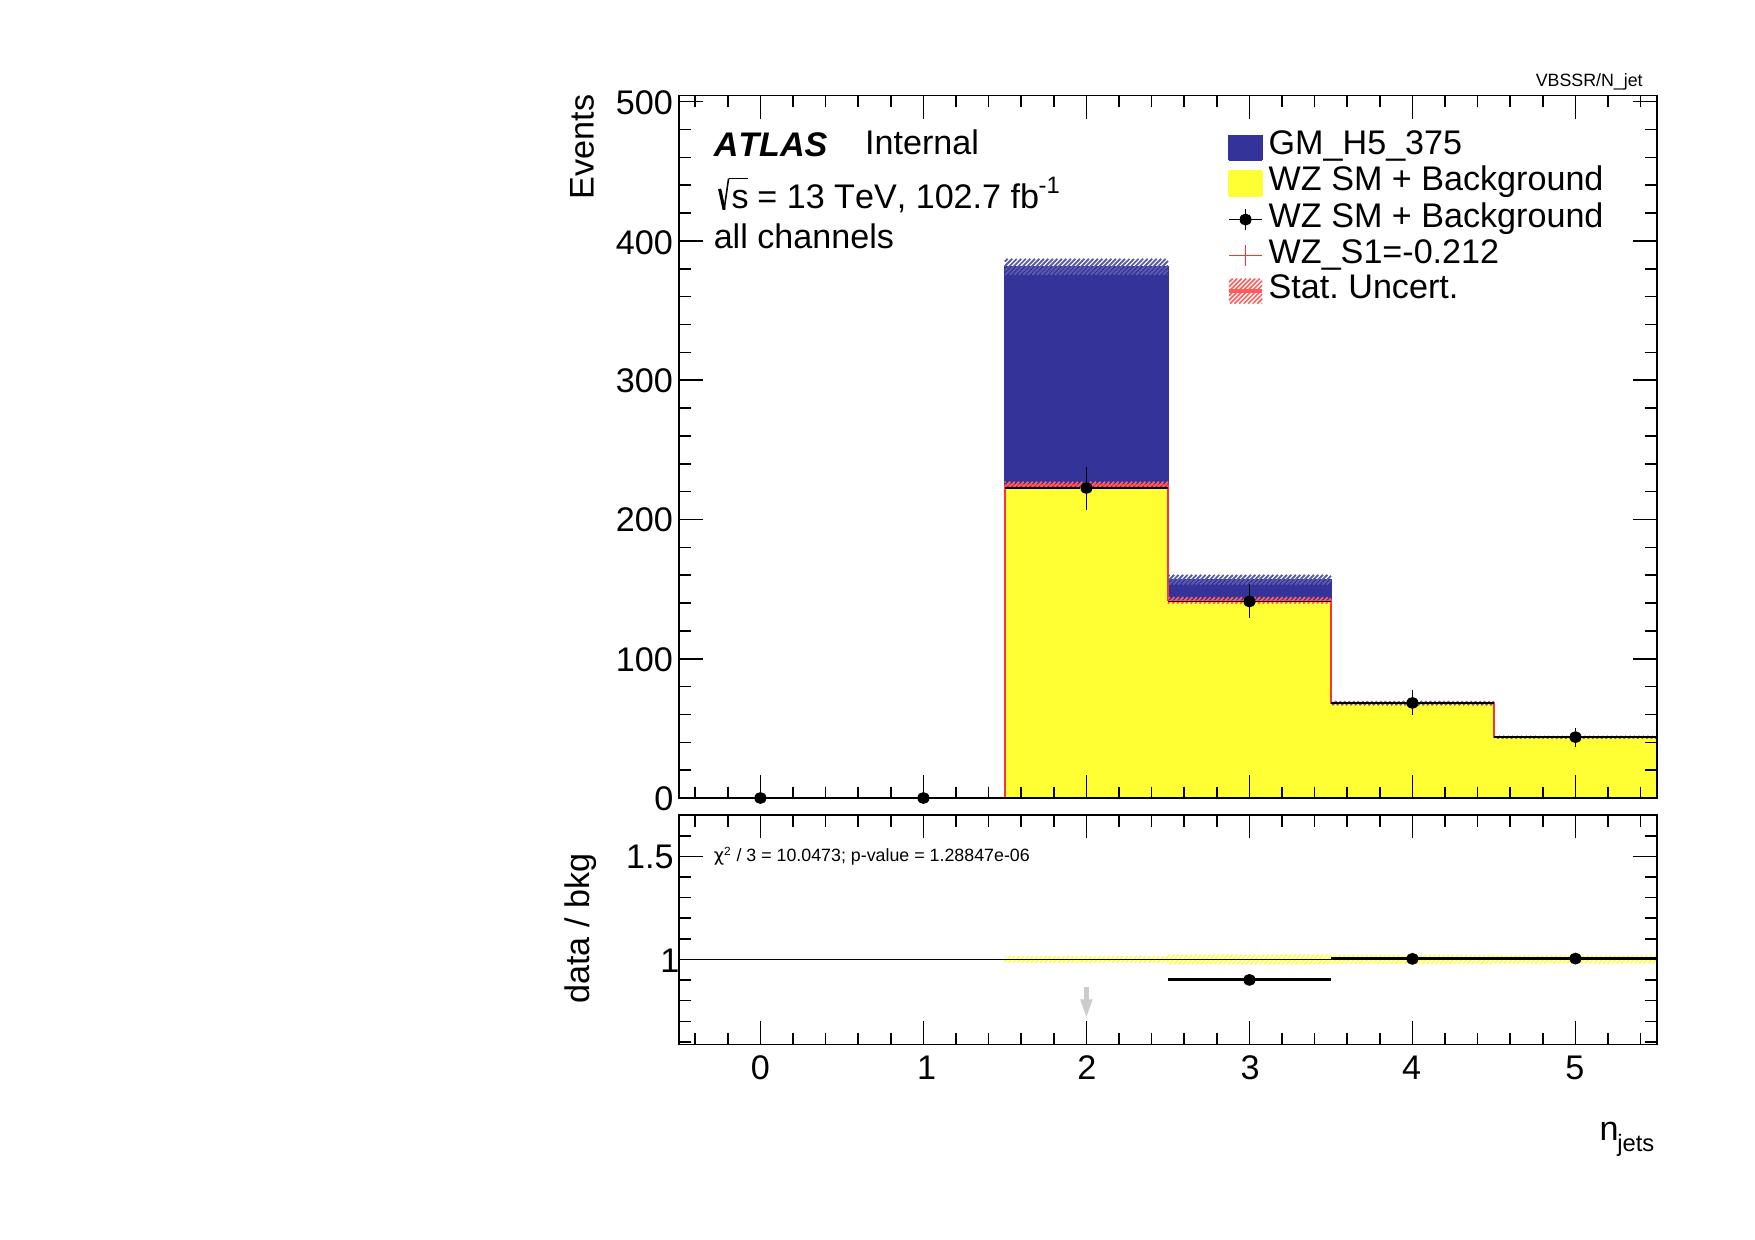 VBSSR/N_jet
Events
500
400
300
200
100
0
ATLAS Internal
√s = 13 TeV, 102.7 fb-1
all channels
GM_H5_375
WZ SM + Background
WZ SM + Background
WZ_S1=-0.212
Stat. Uncert.
data / bkg
1.5
1
χ² / 3 = 10.0473; p-value = 1.28847e-06
0 1 2 3 4 5
njets